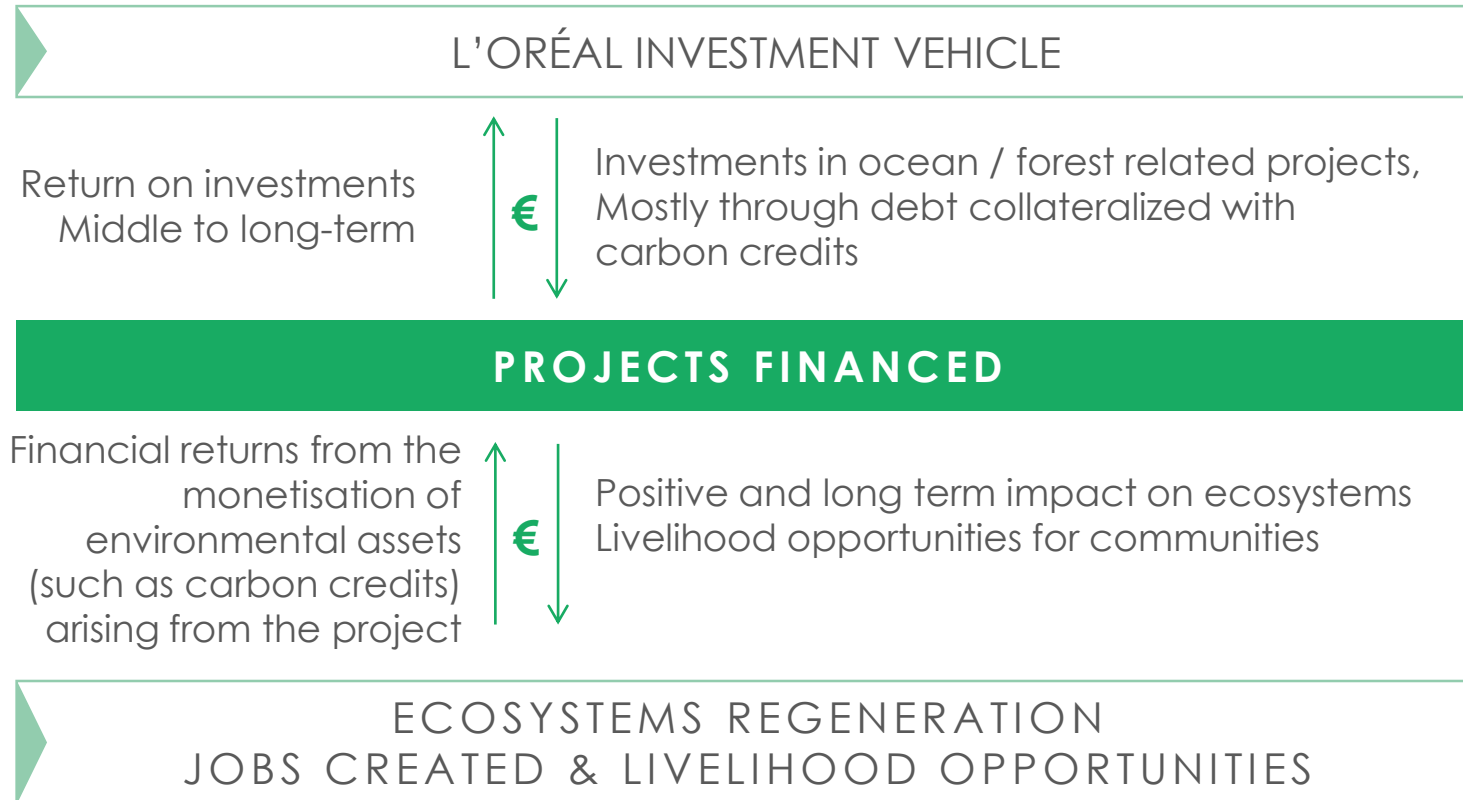 L'ORÉAL INVESTMENT VEHICLE
Return on investments
Middle to long-term
€
Investments in ocean / forest related projects,
Mostly through debt collateralized with
carbon credits
PROJECTS FINANCED
Financial returns from the
monetisation of
environmental assets
(such as carbon credits)
arising from the project
€
Positive and long term impact on ecosystems
Livelihood opportunities for communities
ECOSYSTEMS REGENERATION
JOBS CREATED & LIVELIHOOD OPPORTUNITIES